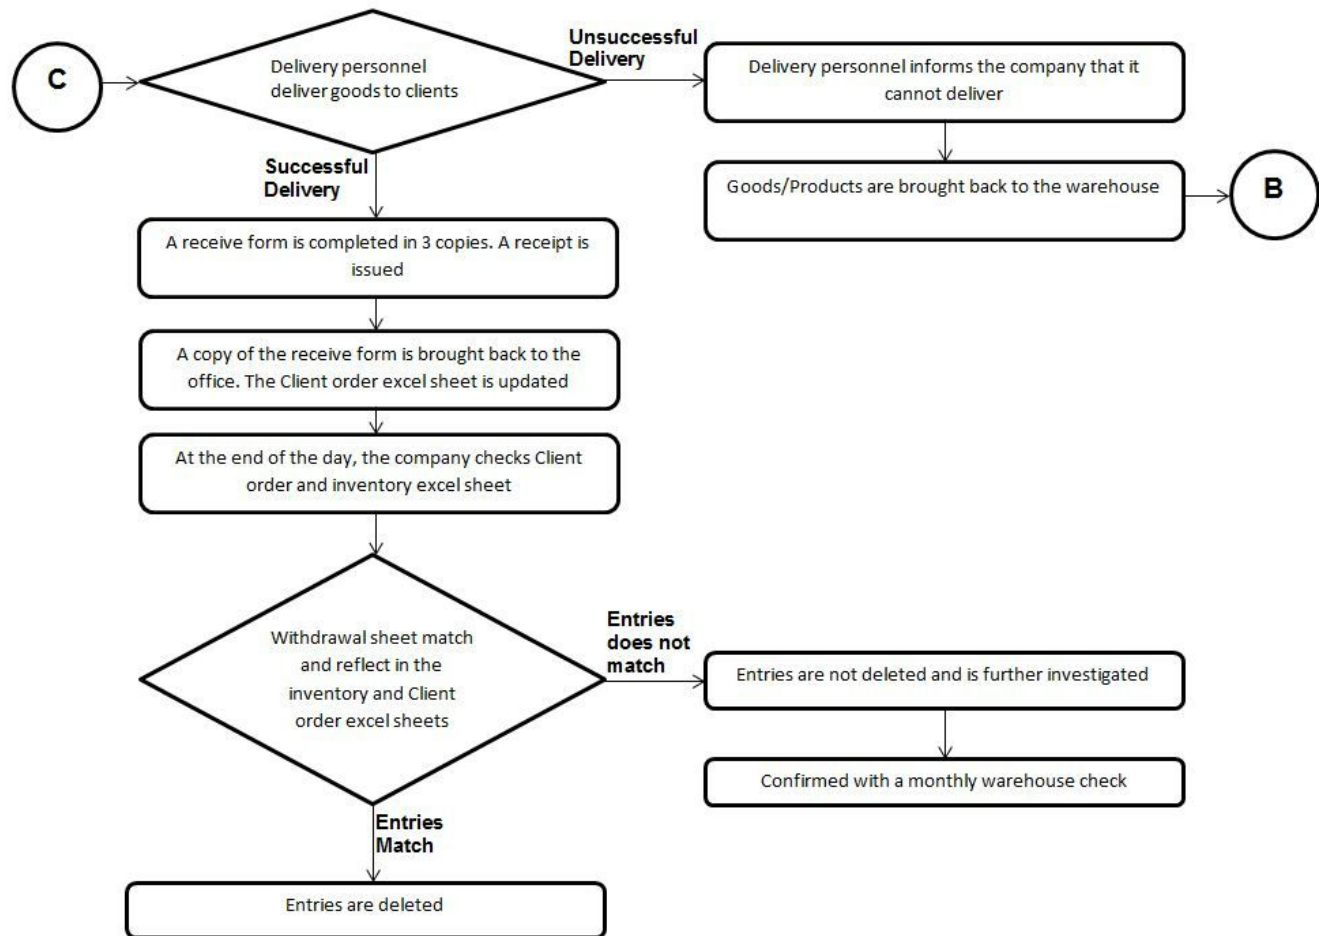 C
Delivery personnel
deliver goods to clients
Unsuccessful
Delivery
Delivery personnel informs the company that it
cannot deliver
Successful
Delivery
Goods/Products are brought back to the warehouse
B
A receive form is completed in 3 copies. A receipt is
issued
A copy of the receive form is brought back to the
office. The Client order excel sheet is updated
At the end of the day, the company checks Client
order and inventory excel sheet
Withdrawal sheet match
and reflect in the
inventory and Client
order excel sheets
Entries
does not
match
Entries are not deleted and is further investigated
Confirmed with a monthly warehouse check
Entries
Match
Entries are deleted